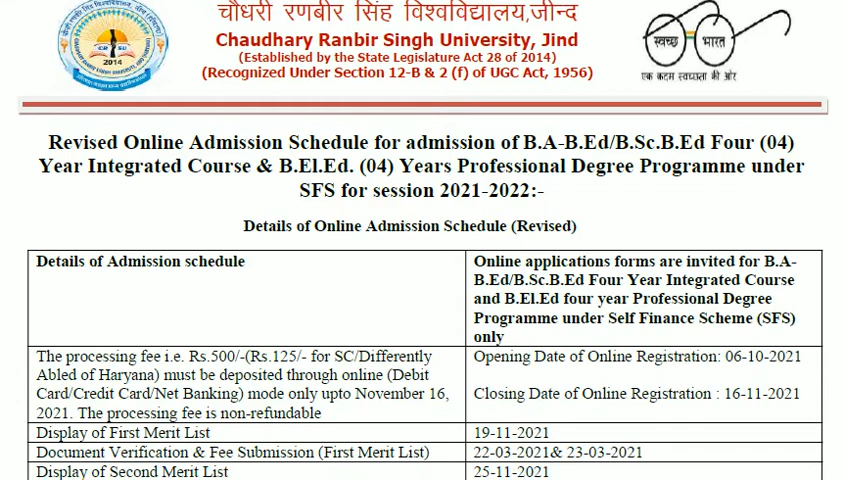 चौधरी रणबीर सिंह विश्वविद्यालय,जीन्द
Chaudhary Ranbir Singh University, Jind
(Established by the State Legislature Act 28 of 2014)
(Recognized Under Section 12-B & 2 (f) of UGC Act, 1956)
CRSU
2014
स्वच्छ भारत
एक कदम स्वच्छता की ओर
Revised Online Admission Schedule for admission of B.A-B.Ed/B.Sc.B.Ed Four (04)
Year Integrated Course & B.El.Ed. (04) Years Professional Degree Programme under
SFS for session 2021-2022:-
Details of Online Admission Schedule (Revised)
Details of Admission schedule
Online applications forms are invited for B.A-
B.Ed/B.Sc.B.Ed Four Year Integrated Course
and B.El.Ed four year Professional Degree
Programme under Self Finance Scheme (SFS)
only
The processing fee i.e. Rs.500/-(Rs.125/- for SC/Differently
Abled of Haryana) must be deposited through online (Debit
Card/Credit Card/Net Banking) mode only upto November 16,
2021. The processing fee is non-refundable
Opening Date of Online Registration: 06-10-2021
Closing Date of Online Registration : 16-11-2021
Display of First Merit List
19-11-2021
Document Verification & Fee Submission (First Merit List)
22-03-2021& 23-03-2021
Display of Second Merit List
25-11-2021